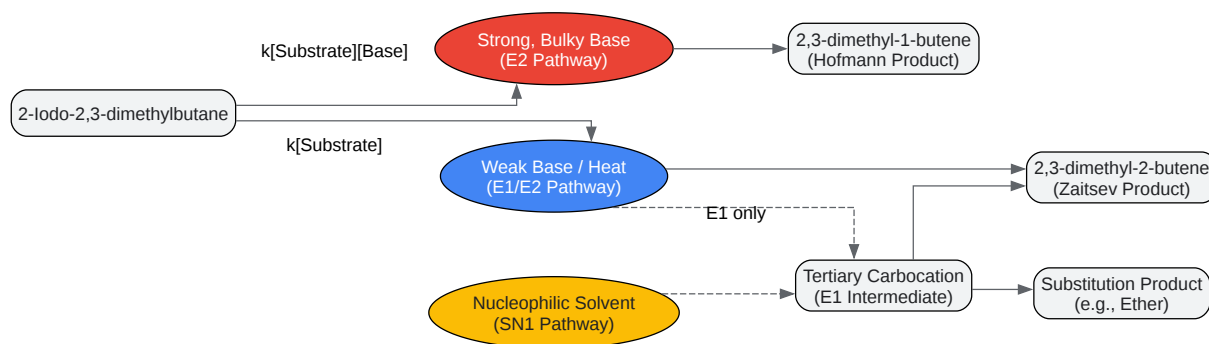 k[Substrate][Base]
Strong, Bulky Base
(E2 Pathway)
2,3-dimethyl-1-butene
(Hofmann Product)
2-Iodo-2,3-dimethylbutane
k[Substrate]
Weak Base / Heat
(E1/E2 Pathway)
2,3-dimethyl-2-butene
(Zaitsev Product)
E1 only
Tertiary Carbocation
(E1 Intermediate)
Substitution Product
(e.g., Ether)
Nucleophilic Solvent
(SN1 Pathway)